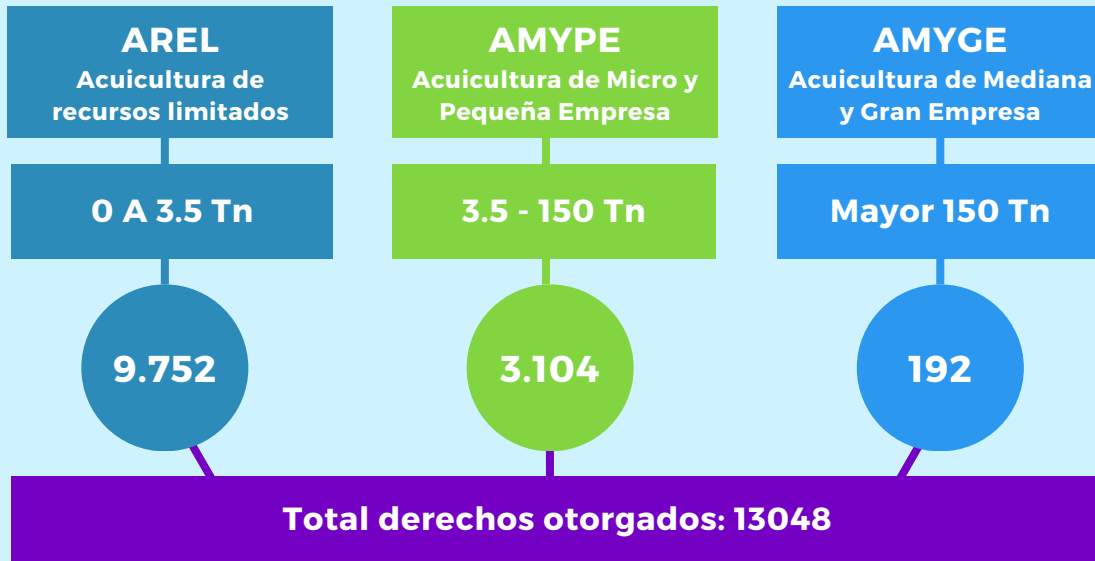 AREL
Acuicultura de
recursos limitados
0 A 3.5 Tn
9.752
AMYPE
Acuicultura de Micro y
Pequeña Empresa
3.5 - 150 Tn
3.104
AMYGE
Acuicultura de Mediana
y Gran Empresa
Mayor 150 Tn
192
Total derechos otorgados: 13048